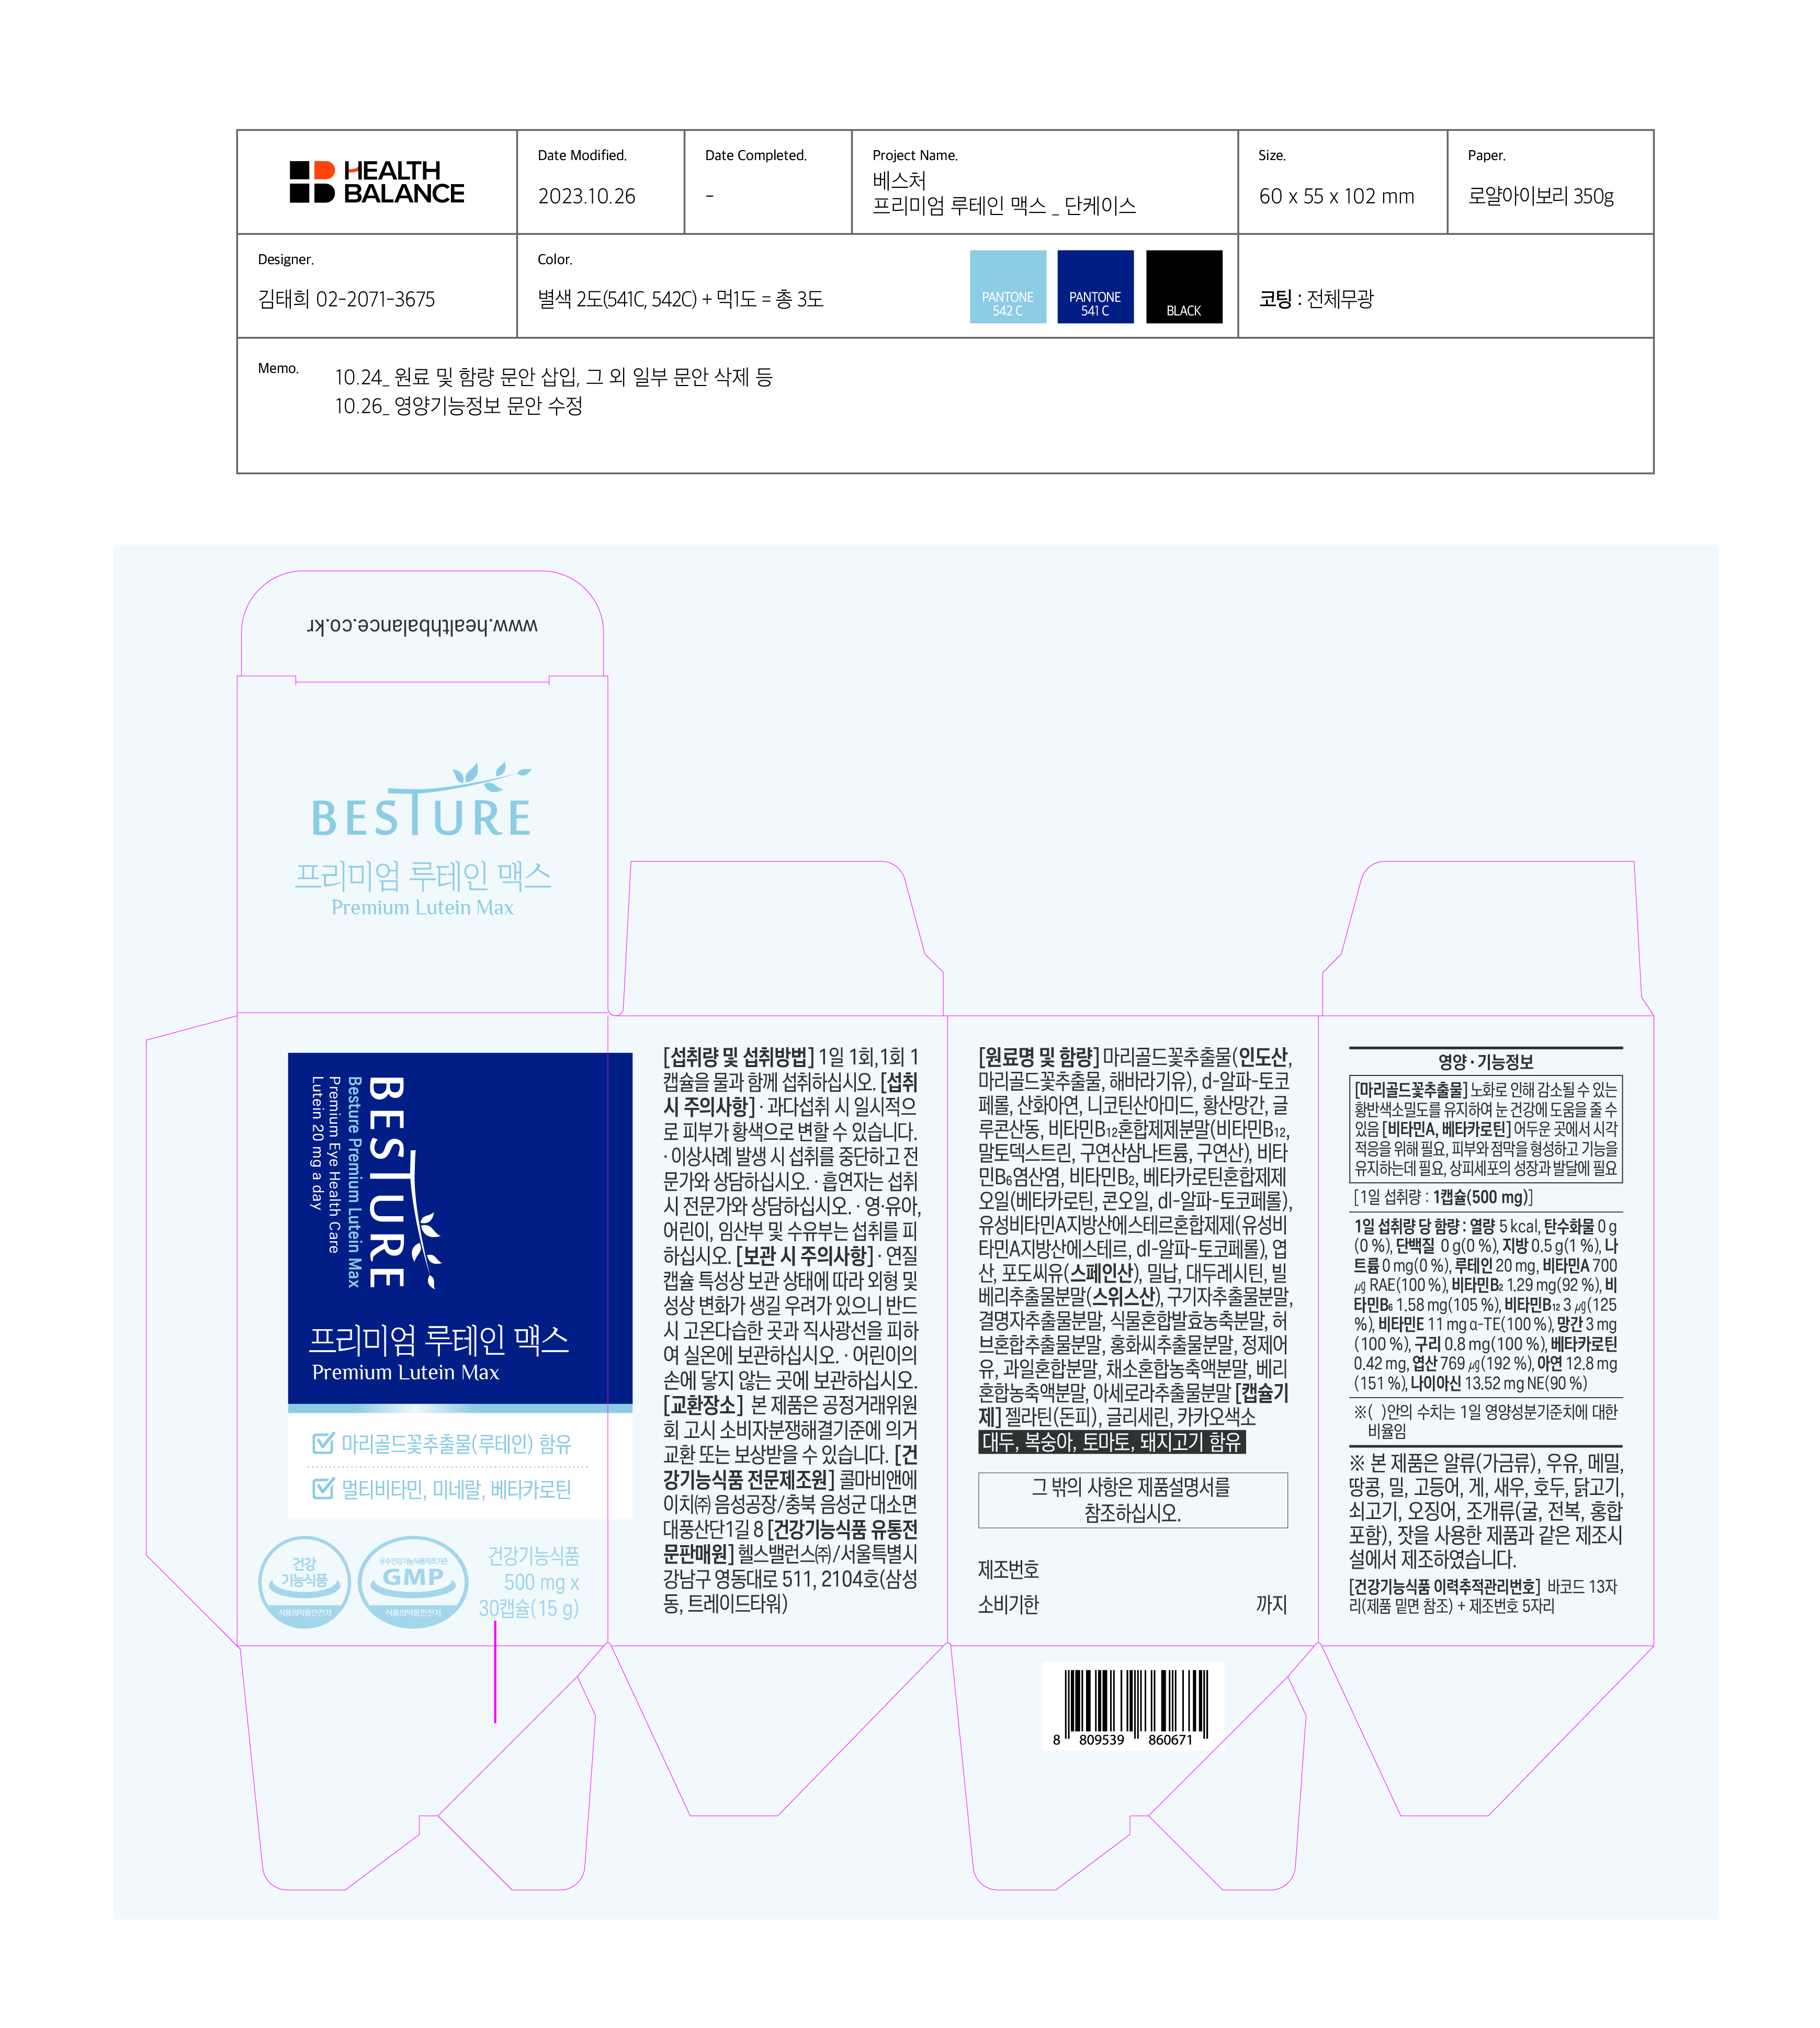 HEALTH
BALANCE
Date Modified.
2023.10.26
Date Completed.
-
Project Name.
베스처
프리미엄 루테인 맥스 _ 단케이스
Size.
60 x 55 x 102 mm
Paper.
로얄아이보리 350g
Designer.
김태희 02-2071-3675
Color.
별색 2도(541C, 542C) + 먹1도 = 총 3도
PANTONE
542 C
PANTONE
541 C
BLACK
코팅 : 전체무광
Memo.
10.24_ 원료 및 함량 문안 삽입, 그 외 일부 문안 삭제 등
10.26_ 영양기능정보 문안 수정
www.healthbalance.co.kr
BESTURE
프리미엄 루테인 맥스
Premium Lutein Max
BESTURE
Besture Premium Lutein Max
Premium Eye Health Care
Lutein 20 mg a day
프리미엄 루테인 맥스
Premium Lutein Max
마리골드꽃추출물(루테인) 함유
멀티비타민, 미네랄, 베타카로틴
건강
기능식품
식품의약품안전처
우수건강기능식품제조기준
GMP
식품의약품안전처
건강기능식품
500 mg x
30캡슐(15 g)
[섭취량 및 섭취방법] 1일 1회,1회 1
캡슐을 물과 함께 섭취하십시오. [섭취
시 주의사항] · 과다섭취 시 일시적으
로 피부가 황색으로 변할 수 있습니다.
· 이상사례 발생 시 섭취를 중단하고 전
문가와 상담하십시오. · 흡연자는 섭취
시 전문가와 상담하십시오. · 영·유아,
어린이, 임산부 및 수유부는 섭취를 피
하십시오. [보관 시 주의사항] · 연질
캡슐 특성상 보관 상태에 따라 외형 및
성상 변화가 생길 우려가 있으니 반드
시 고온다습한 곳과 직사광선을 피하
여 실온에 보관하십시오. · 어린이의
손에 닿지 않는 곳에 보관하십시오.
[교환장소] 본 제품은 공정거래위원
회 고시 소비자분쟁해결기준에 의거
교환 또는 보상받을 수 있습니다. [건
강기능식품 전문제조원] 콜마비앤에
이치㈜ 음성공장/충북 음성군 대소면
대풍산단1길 8 [건강기능식품 유통전
문판매원] 헬스밸런스㈜/서울특별시
강남구 영동대로 511, 2104호(삼성
동, 트레이드타워)
[원료명 및 함량] 마리골드꽃추출물(인도산,
마리골드꽃추출물, 해바라기유), d-알파-토코
페롤, 산화아연, 니코틴산아미드, 황산망간, 글
루콘산동, 비타민B₁₂혼합제제분말(비타민B₁₂,
말토덱스트린, 구연산삼나트륨, 구연산), 비타
민B₆염산염, 비타민B₂, 베타카로틴혼합제제
오일(베타카로틴, 콘오일, dl-알파-토코페롤),
유성비타민A지방산에스테르혼합제제(유성비
타민A지방산에스테르, dl-알파-토코페롤), 엽
산, 포도씨유(스페인산), 밀납, 대두레시틴, 빌
베리추출물분말(스위스산), 구기자추출물분말,
결명자추출물분말, 식물혼합발효농축분말, 허
브혼합추출물분말, 홍화씨추출물분말, 정제어
유, 과일혼합분말, 채소혼합농축액분말, 베리
혼합농축액분말, 아세로라추출물분말 [캡슐기
제] 젤라틴(돈피), 글리세린, 카카오색소
대두, 복숭아, 토마토, 돼지고기 함유
그 밖의 사항은 제품설명서를
참조하십시오.
제조번호
소비기한 까지
8 809539 860671
영양 · 기능정보
[마리골드꽃추출물] 노화로 인해 감소될 수 있는
황반색소밀도를 유지하여 눈 건강에 도움을 줄 수
있음 [비타민A, 베타카로틴] 어두운 곳에서 시각
적응을 위해 필요, 피부와 점막을 형성하고 기능을
유지하는데 필요, 상피세포의 성장과 발달에 필요
[1일 섭취량 : 1캡슐(500 mg)]
1일 섭취량 당 함량 : 열량 5 kcal, 탄수화물 0 g
(0 %), 단백질 0 g(0 %), 지방 0.5 g(1 %), 나
트륨 0 mg(0 %), 루테인 20 mg, 비타민A 700
㎍ RAE(100 %), 비타민B₂ 1.29 mg(92 %), 비
타민B₆ 1.58 mg(105 %), 비타민B₁₂ 3 ㎍(125
%), 비타민E 11 mg α-TE(100 %), 망간 3 mg
(100 %), 구리 0.8 mg(100 %), 베타카로틴
0.42 mg, 엽산 769 ㎍(192 %), 아연 12.8 mg
(151 %), 나이아신 13.52 mg NE(90 %)
※( )안의 수치는 1일 영양성분기준치에 대한
비율임
※ 본 제품은 알류(가금류), 우유, 메밀,
땅콩, 밀, 고등어, 게, 새우, 호두, 닭고기,
쇠고기, 오징어, 조개류(굴, 전복, 홍합
포함), 잣을 사용한 제품과 같은 제조시
설에서 제조하였습니다.
[건강기능식품 이력추적관리번호] 바코드 13자
리(제품 밑면 참조) + 제조번호 5자리